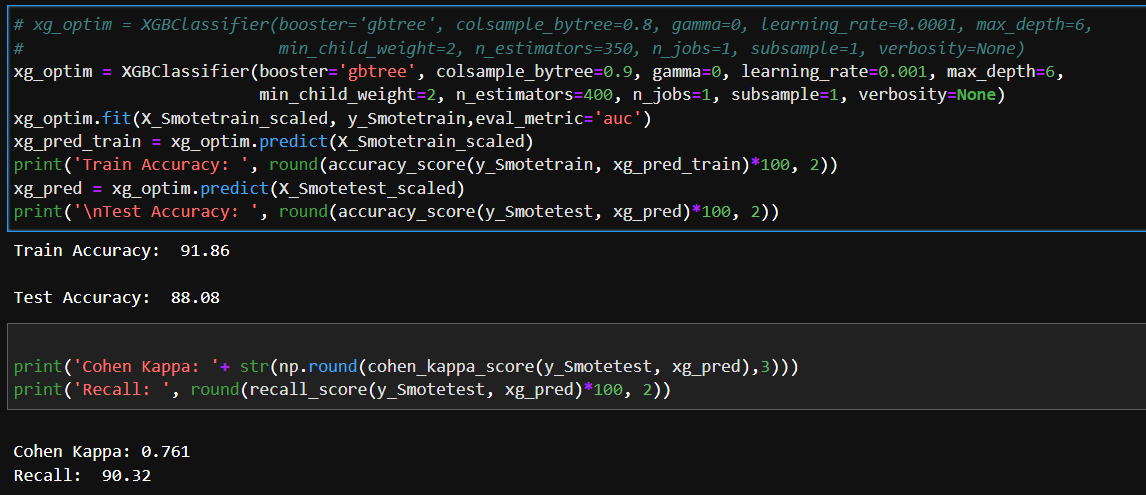 # xg_optim = XGBClassifier(booster='gbtree', colsample_bytree=0.8, gamma=0, learning_rate=0.0001, max_depth=6,
#                          min_child_weight=2, n_estimators=350, n_jobs=1, subsample=1, verbosity=None)
xg_optim = XGBClassifier(booster='gbtree', colsample_bytree=0.9, gamma=0, learning_rate=0.001, max_depth=6,
                         min_child_weight=2, n_estimators=400, n_jobs=1, subsample=1, verbosity=None)
xg_optim.fit(X_Smotetrain_scaled, y_Smotetrain,eval_metric='auc')
xg_pred_train = xg_optim.predict(X_Smotetrain_scaled)
print('Train Accuracy: ', round(accuracy_score(y_Smotetrain, xg_pred_train)*100, 2))
xg_pred = xg_optim.predict(X_Smotetest_scaled)
print('\nTest Accuracy: ', round(accuracy_score(y_Smotetest, xg_pred)*100, 2))
Train Accuracy:  91.86
Test Accuracy:  88.08
print('Cohen Kappa: '+ str(np.round(cohen_kappa_score(y_Smotetest, xg_pred),3)))
print('Recall: ', round(recall_score(y_Smotetest, xg_pred)*100, 2))
Cohen Kappa: 0.761
Recall:  90.32